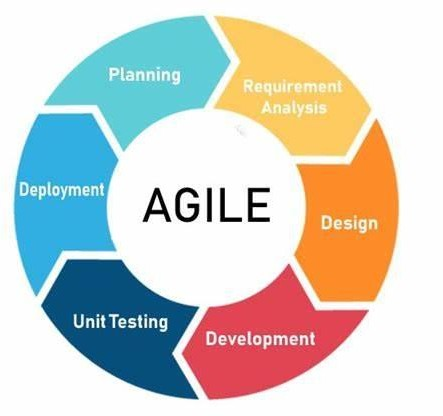 Planning
Requirement
Analysis
Design
Development
Unit Testing
Deployment
AGILE